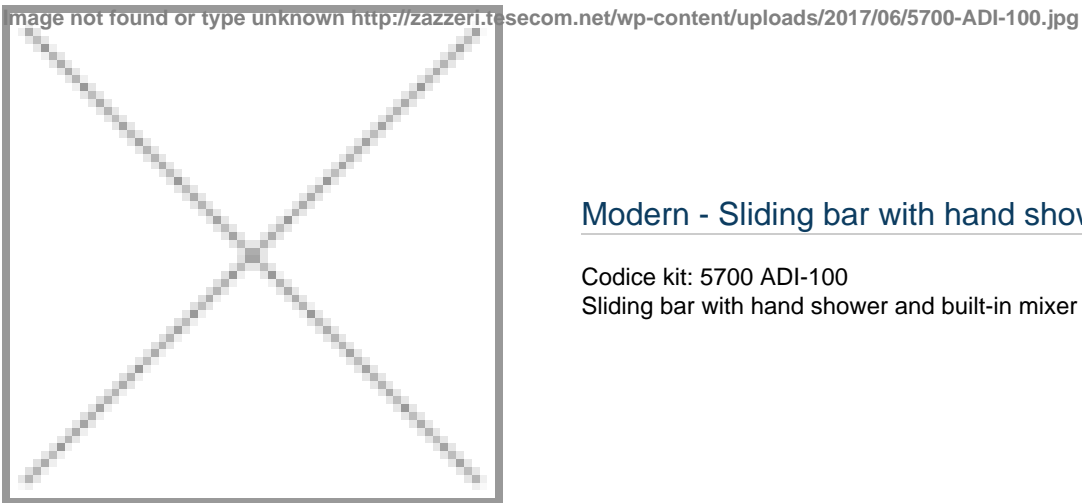 Image not found or type unknown http://zazzeri.tesecom.net/wp-content/uploads/2017/06/5700-ADI-100.jpg
Modern - Sliding bar with hand
Codice kit: 5700 ADI-100
Sliding bar with hand shower and built-in mixer